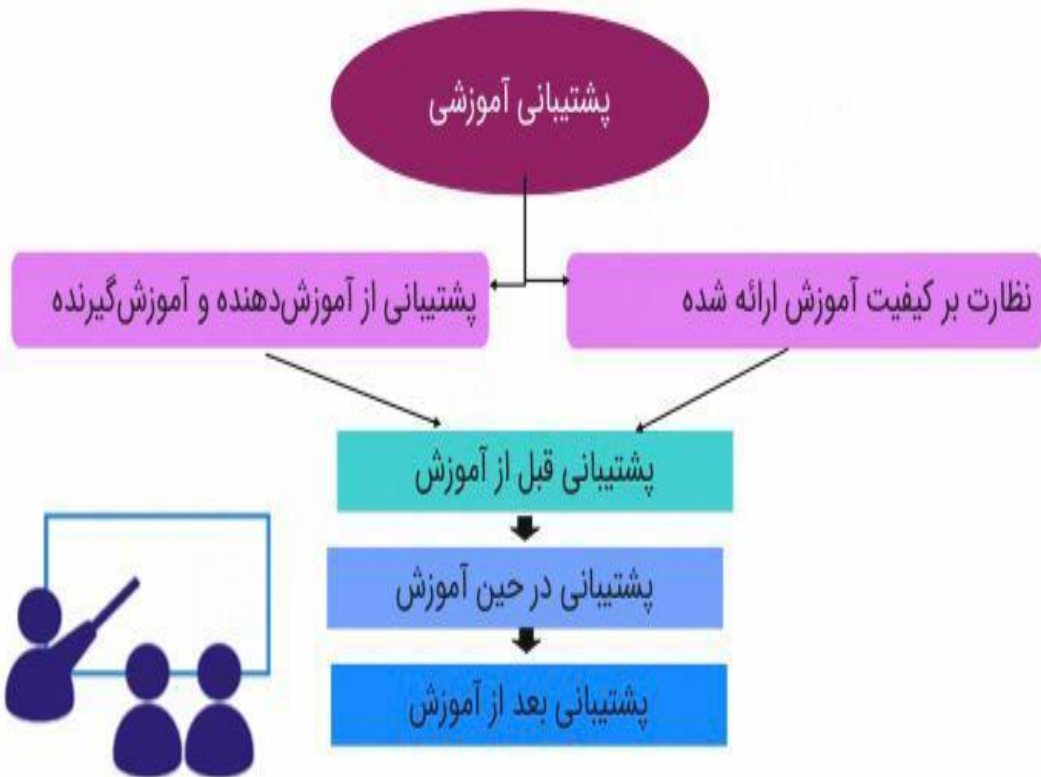 پشتیبانی آموزشی
نظارت بر کیفیت آموزش ارائه شده
پشتیبانی از آموزش‌دهنده و آموزش‌گیرنده
پشتیبانی قبل از آموزش
پشتیبانی در حین آموزش
پشتیبانی بعد از آموزش